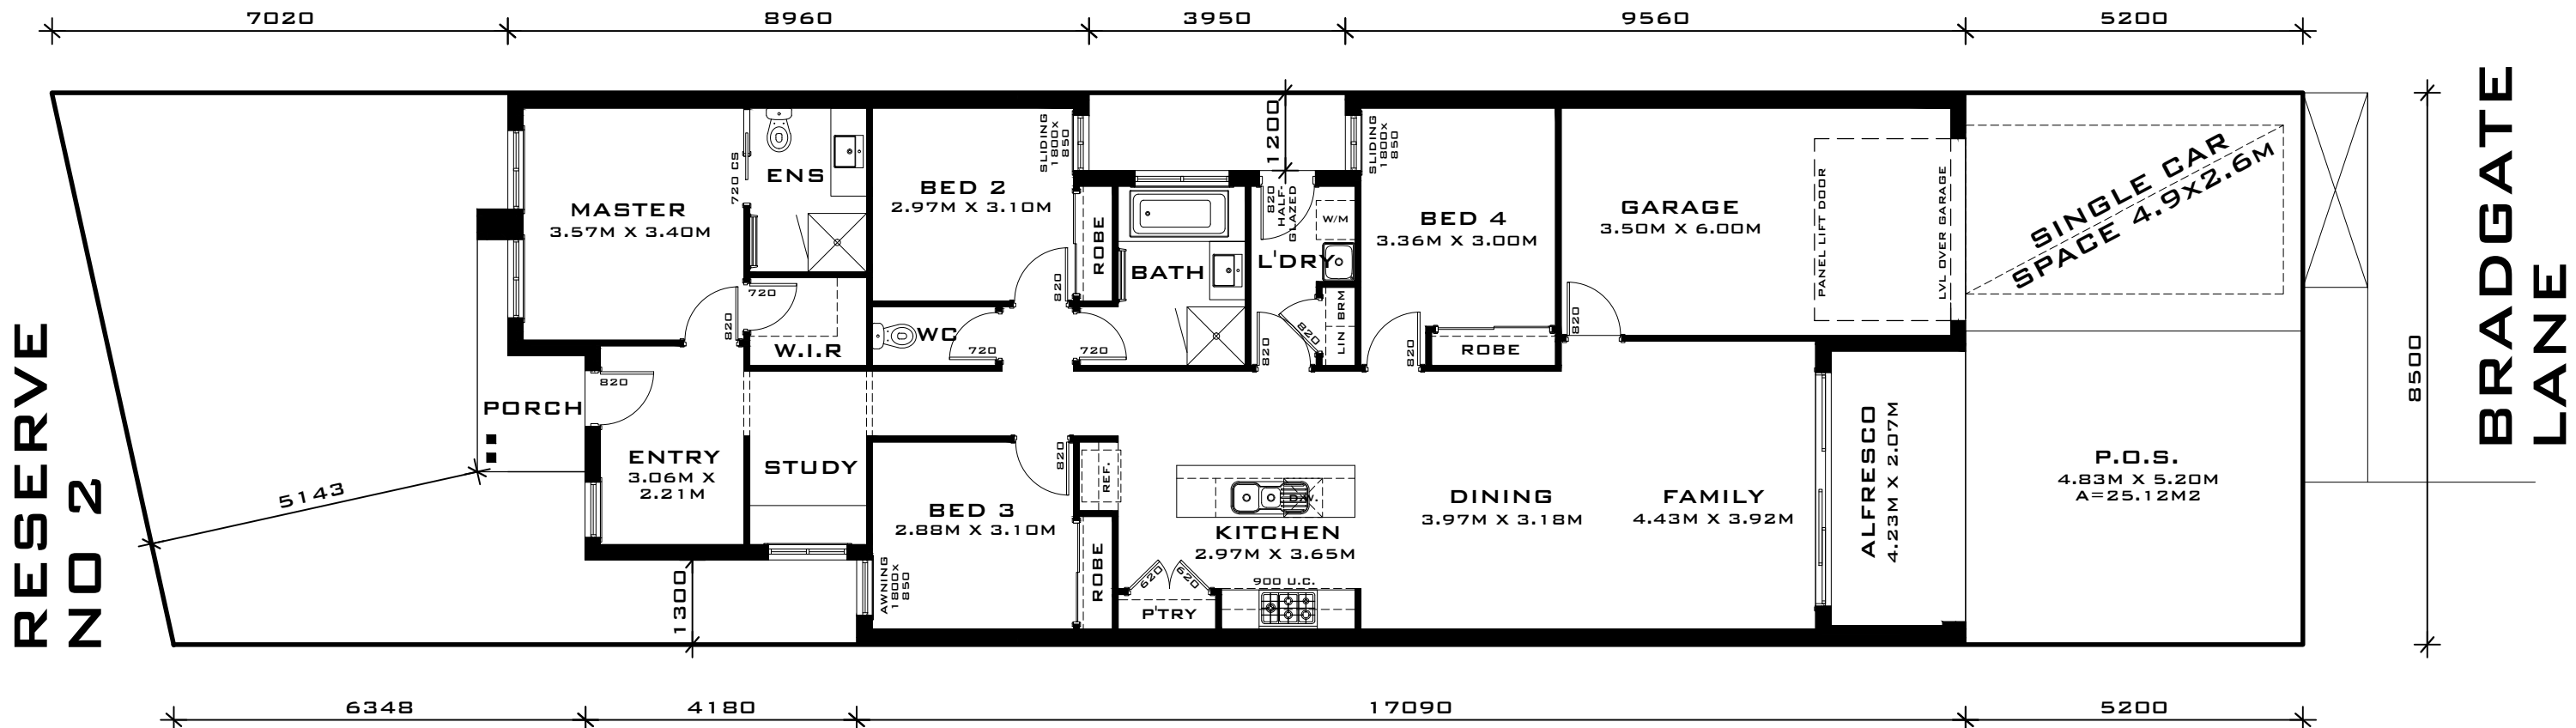 7020
8960
3950
9560
5200
RESERVE
NO 2
5143
PORCH
MASTER
3.57M X 3.40M
820
720 CS
ENS
720
W.I.R
820
ENTRY
3.06M X
2.21M
STUDY
1300
BED 2
2.97M X 3.10M
SLIDING
1800X
850
820
ROBE
WC
720
720
BATH
1200
820
HALF-
GLAZED
W/M
L'DRY
820
820
LIN
BRM
SLIDING
1800X
850
BED 4
3.36M X 3.00M
820
ROBE
GARAGE
3.50M X 6.00M
820
PANEL LIFT DOOR
LVL OVER GARAGE
SINGLE CAR
SPACE 4.9X2.6M
BED 3
2.88M X 3.10M
AWNING
1800X
850
820
REF.
ROBE
D.W.
KITCHEN
2.97M X 3.65M
620
620
900 U.C.
P'TRY
DINING
3.97M X 3.18M
FAMILY
4.43M X 3.92M
ALFRESCO
4.23M X 2.07M
P.O.S.
4.83M X 5.20M
A=25.12M2
8500
BRADGATE
LANE
6348
4180
17090
5200